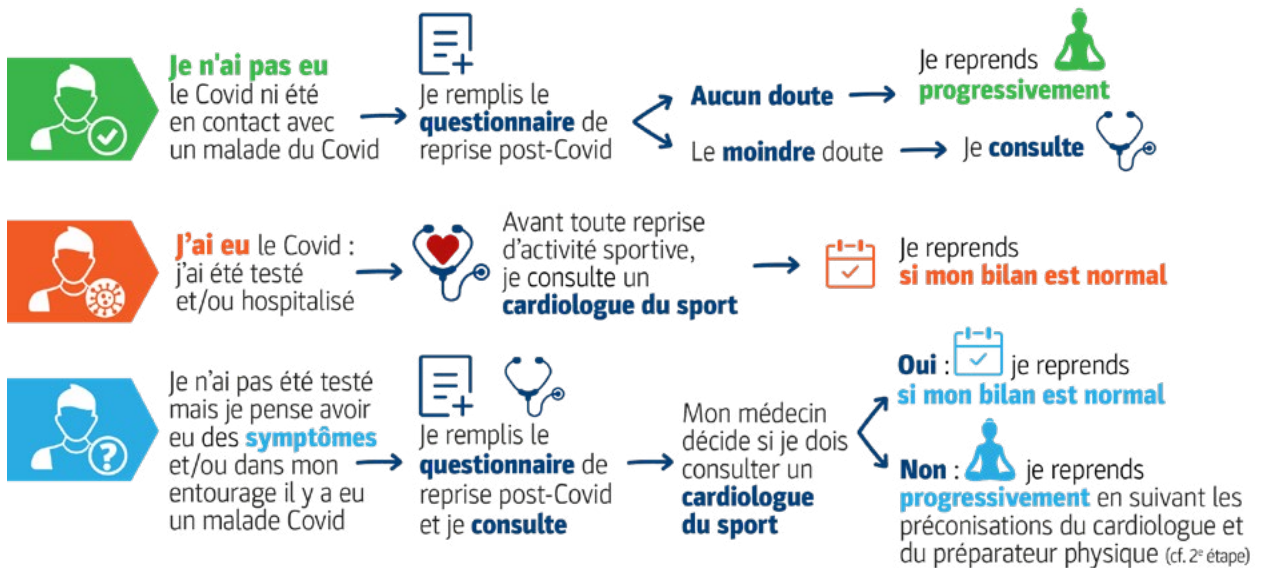 Je n'ai pas eu
le Covid ni été
en contact avec
un malade du Covid
Je remplis le
questionnaire de
reprise post-Covid
Aucun doute
Je reprends
progressivement
Le moindre doute
Je consulte
J'ai eu le Covid :
j'ai été testé
et/ou hospitalisé
Avant toute reprise
d'activité sportive,
je consulte un
cardiologue du sport
Je reprends
si mon bilan est normal
Je n'ai pas été testé
mais je pense avoir
eu des symptômes
et/ou dans mon
entourage il y a eu
un malade Covid
?
Je remplis le
questionnaire de
reprise post-Covid
et je consulte
Mon médecin
décide si je dois
consulter un
cardiologue
du sport
Oui : je reprends
si mon bilan est normal
Non : je reprends
progressivement en suivant les
préconisations du cardiologue et
du préparateur physique (cf. 2e étape)